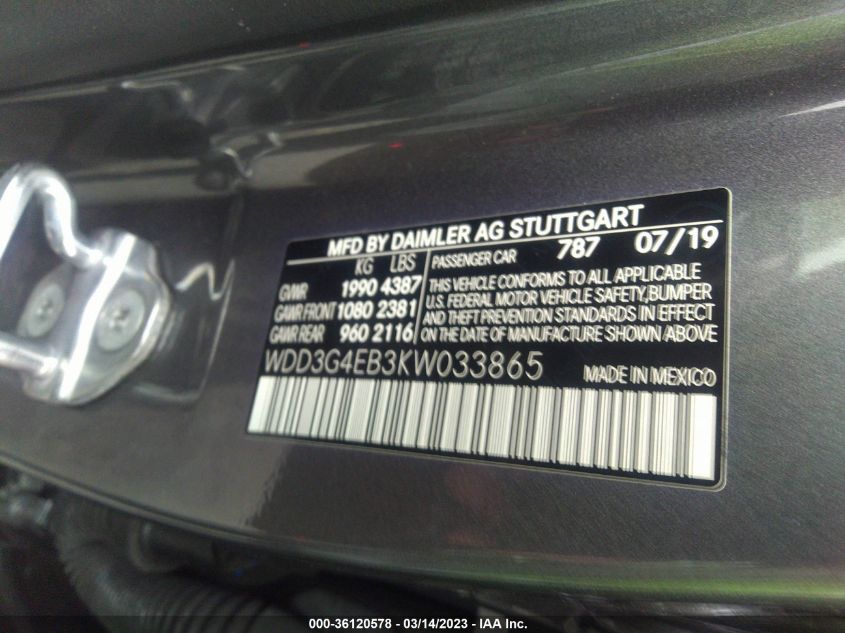 MFD BY DAIMLER AG STUTTGART
KG LBS
GWR 1990 4387
GAWR FRONT 1080 2381
GAWR REAR 960 2116
PASSENGER CAR 787 07/19
THIS VEHICLE CONFORMS TO ALL APPLICABLE
U.S. FEDERAL MOTOR VEHICLE SAFETY, BUMPER
AND THEFT PREVENTION STANDARDS IN EFFECT
ON THE DATE OF MANUFACTURE SHOWN ABOVE
WDD3G4EB3KW033865
MADE IN MEXICO
000-36120578 — 03/14/2023 — IAA Inc.